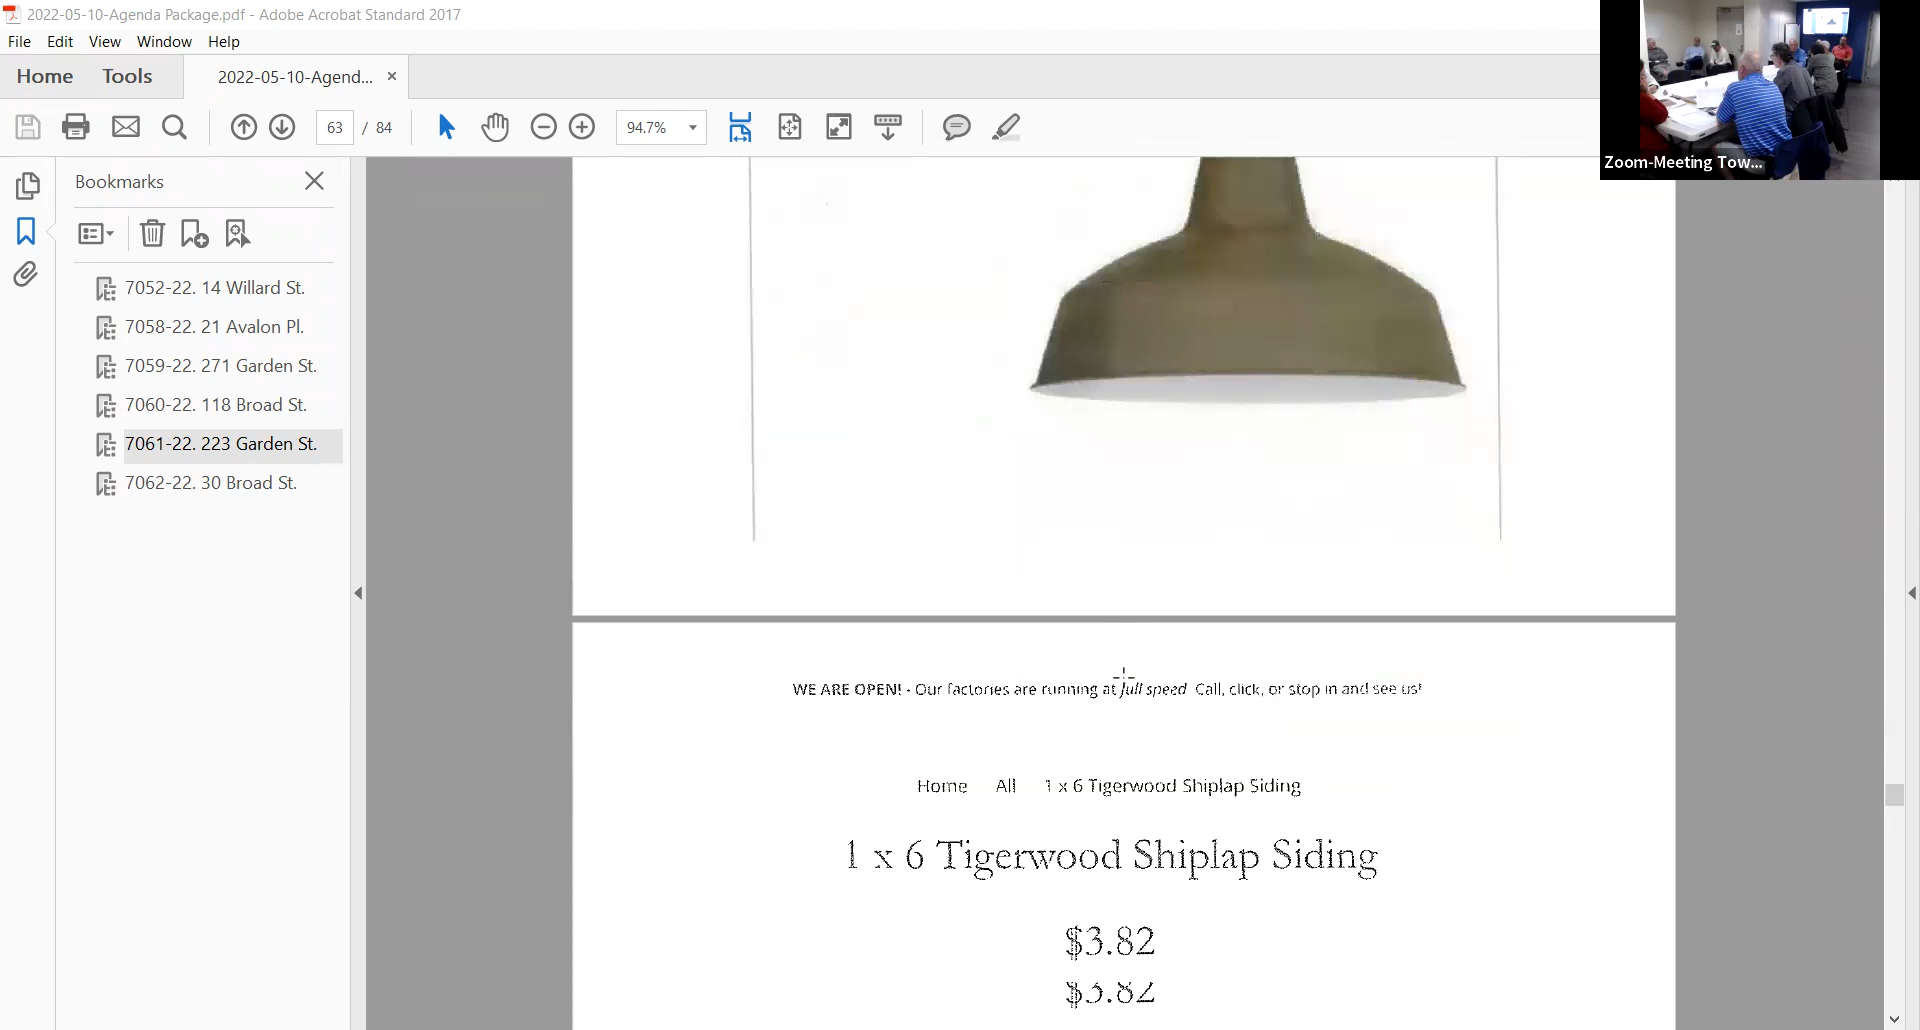 2022-05-10-Agenda Package.pdf - Adobe Acrobat Standard 2017
File Edit View Window Help
Home Tools 2022-05-10-Agend... ×
63 / 84 94.7%
Zoom-Meeting Tow...
Bookmarks
7052-22. 14 Willard St.
7058-22. 21 Avalon Pl.
7059-22. 271 Garden St.
7060-22. 118 Broad St.
7061-22. 223 Garden St.
7062-22. 30 Broad St.
WE ARE OPEN! - Our factories are running at full speed Call, click, or stop in and see us!
Home All 1 x 6 Tigerwood Shiplap Siding
1 x 6 Tigerwood Shiplap Siding
$3.82
$3.82